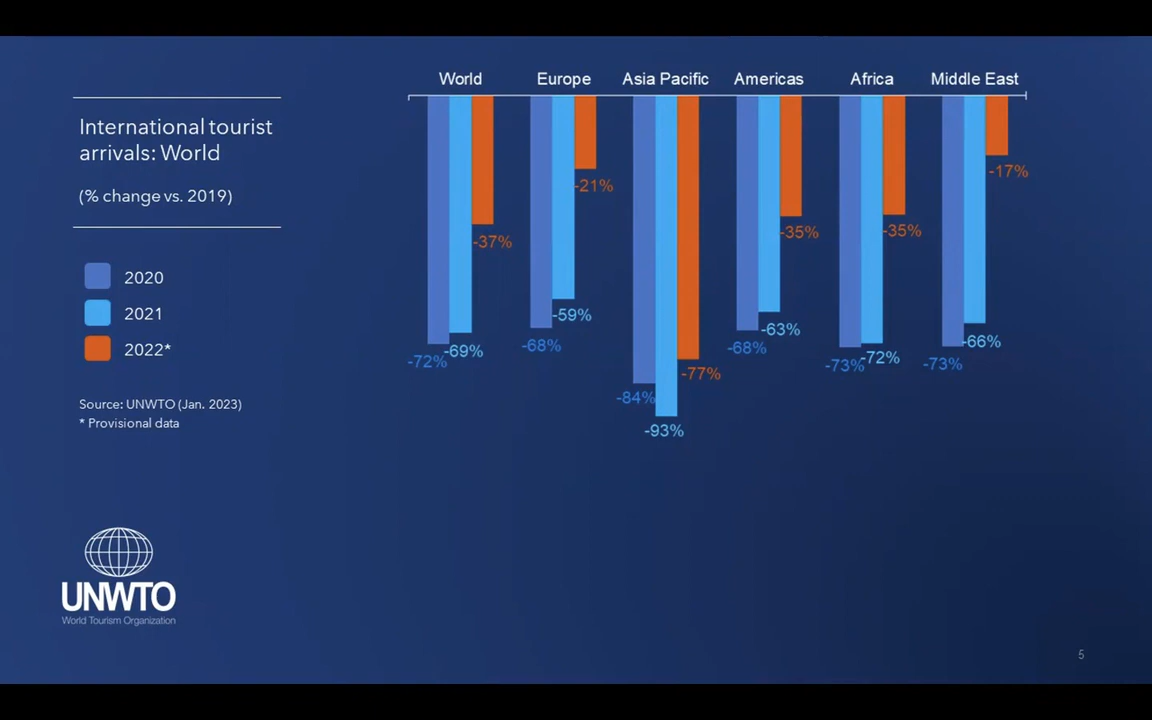 International tourist
arrivals: World
(% change vs. 2019)
2020
2021
2022*
Source: UNWTO (Jan. 2023)
* Provisional data
UNWTO
World Tourism Organization
World Europe Asia Pacific Americas Africa Middle East
-72% -69% -37%
-68% -59% -21%
-84% -93% -77%
-68% -63% -35%
-73% -72% -35%
-73% -66% -17%
5